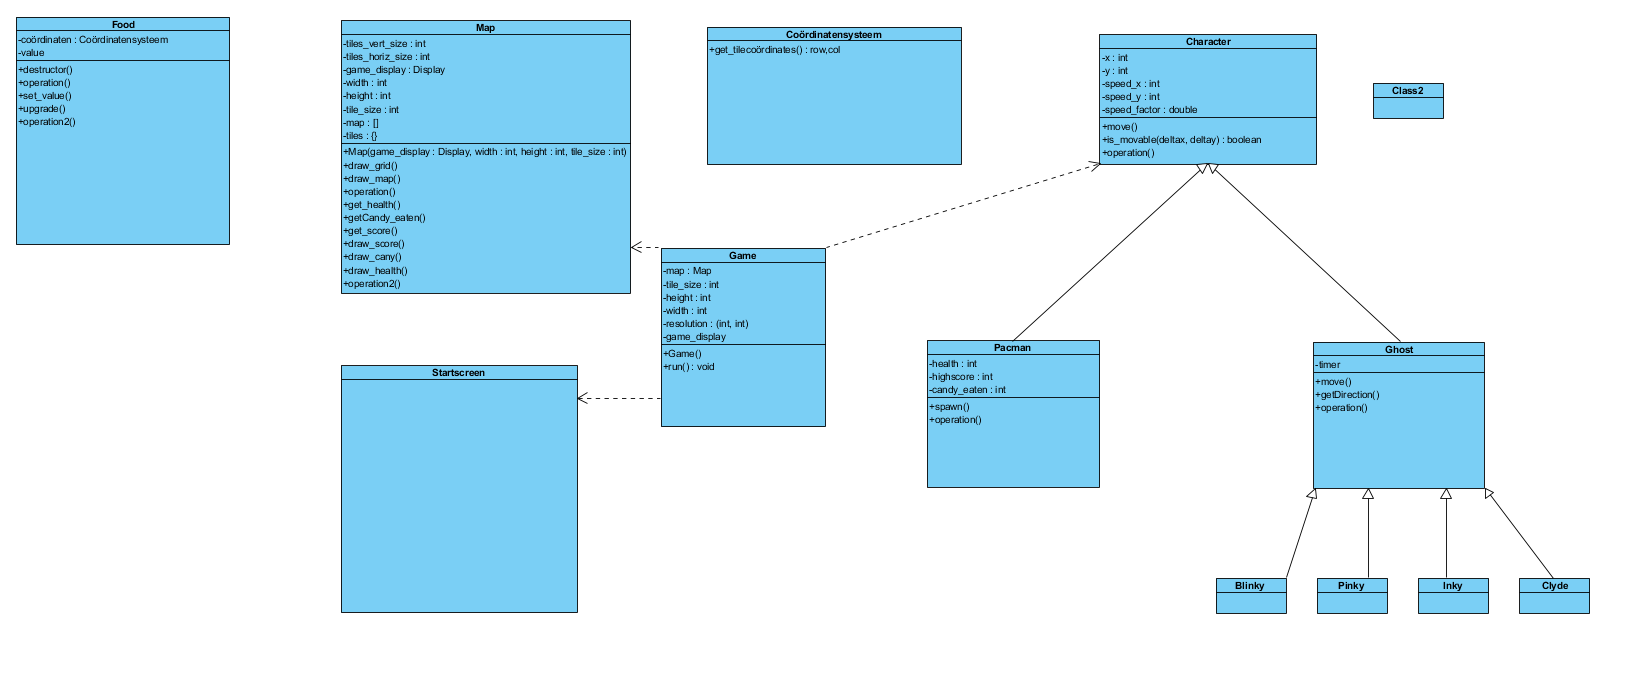 Food
-coördinaten : Coördinatensysteem
-value
+destructor()
+operation()
+set_value()
+upgrade()
+operation2()
Map
-tiles_vert_size : int
-tiles_horiz_size : int
-game_display : Display
-width : int
-height : int
-tile_size : int
-map : []
-tiles : {}
+Map(game_display : Display, width : int, height : int, tile_size : int)
+draw_grid()
+draw_map()
+operation()
+get_health()
+getCandy_eaten()
+get_score()
+draw_score()
+draw_cany()
+draw_health()
+operation2()
Coördinatensysteem
+get_tilecoördinates() : row,col
Character
-x : int
-y : int
-speed_x : int
-speed_y : int
-speed_factor : double
+move()
+is_movable(deltax, deltay) : boolean
+operation()
Class2
Game
-map : Map
-tile_size : int
-height : int
-width : int
-resolution : (int, int)
-game_display
+Game()
+run() : void
Startscreen
Pacman
-health : int
-highscore : int
-candy_eaten : int
+spawn()
+operation()
Ghost
-timer
+move()
+getDirection()
+operation()
Blinky
Pinky
Inky
Clyde